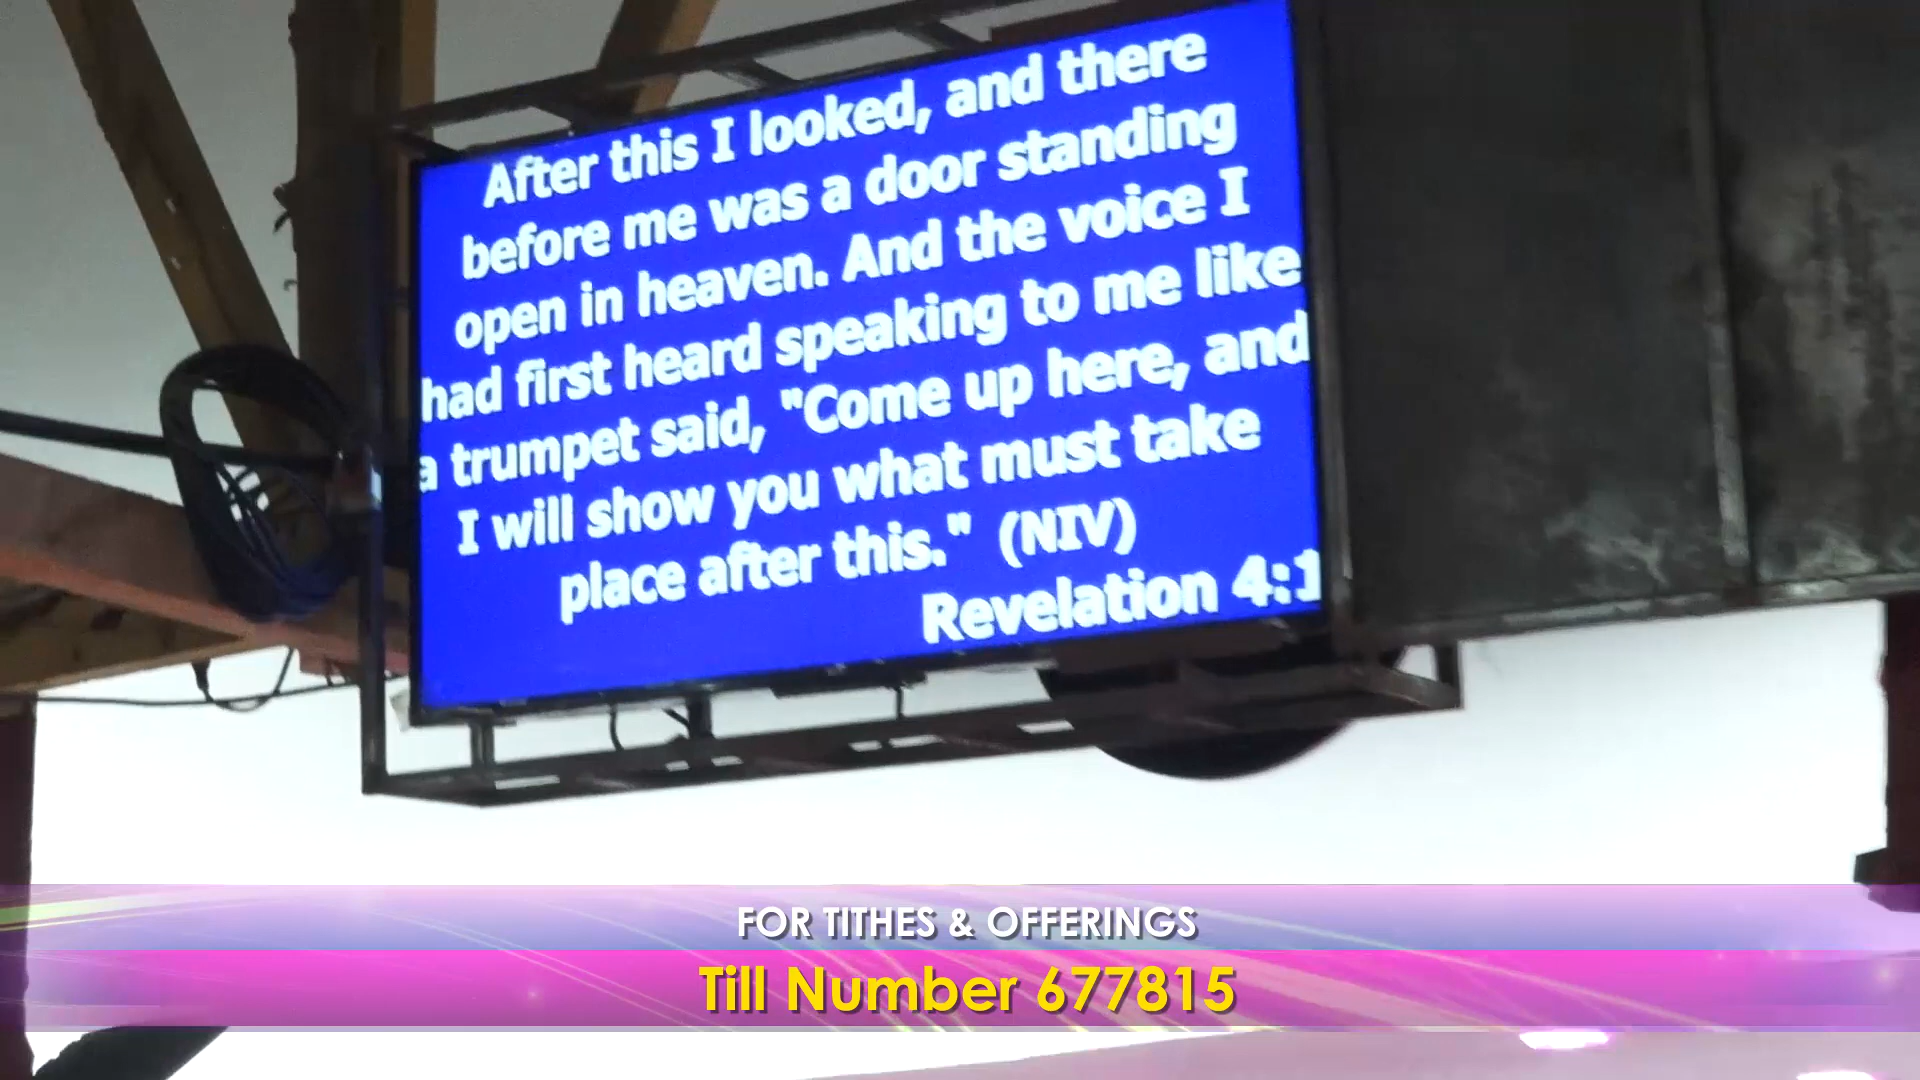 After this I looked, and there
before me was a door standing
open in heaven. And the voice I
had first heard speaking to me like
a trumpet said, "Come up here, and
I will show you what must take
place after this." (NIV)
Revelation 4:1
FOR TITHES & OFFERINGS
Till Number 677815